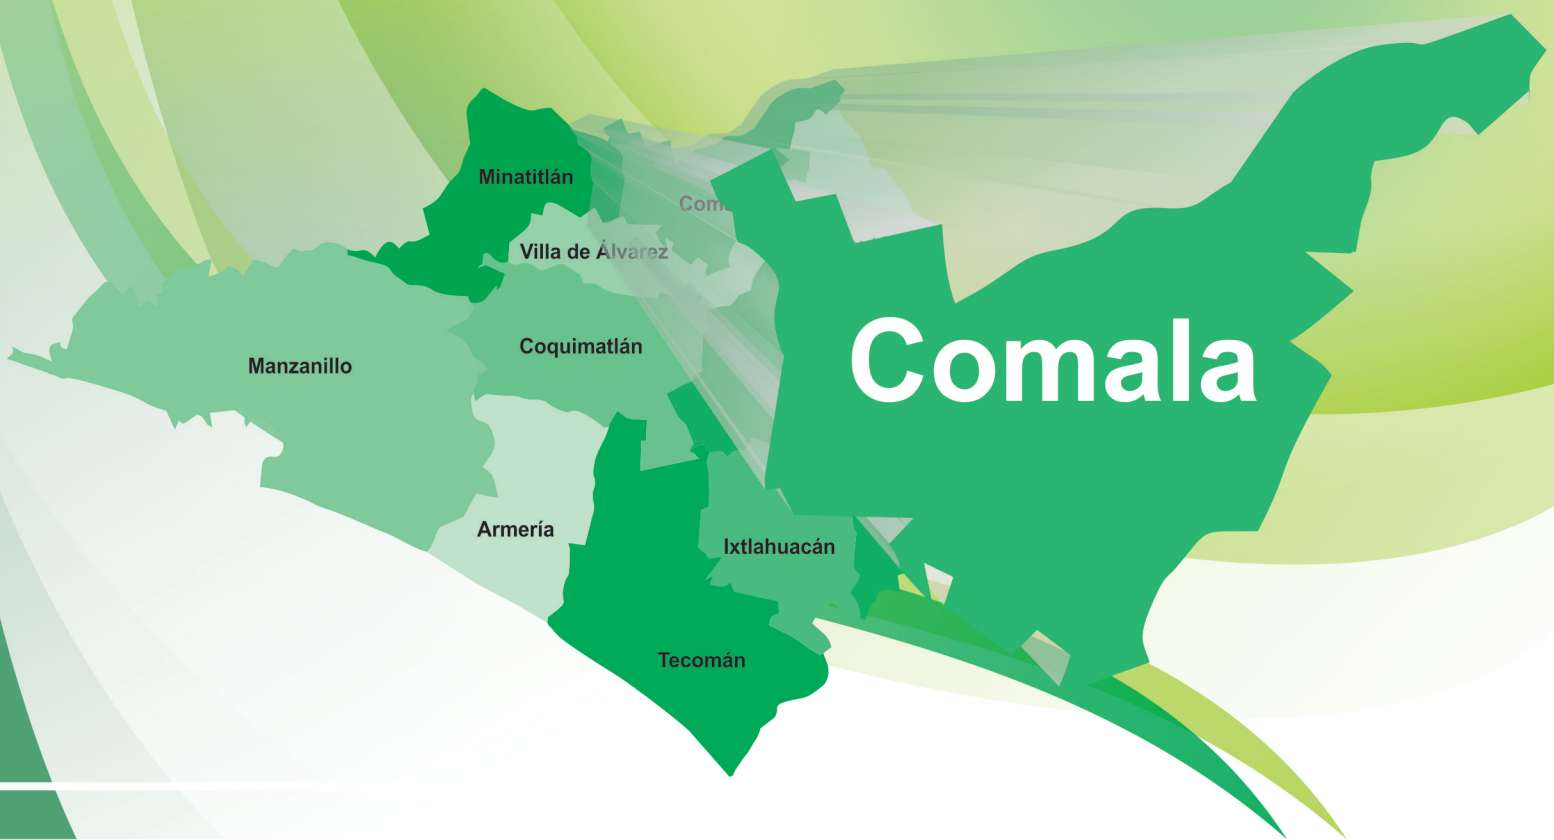 Minatitlán
Villa de Álvarez
Coquimatlán
Manzanillo
Comala
Armería
Ixtlahuacán
Tecomán